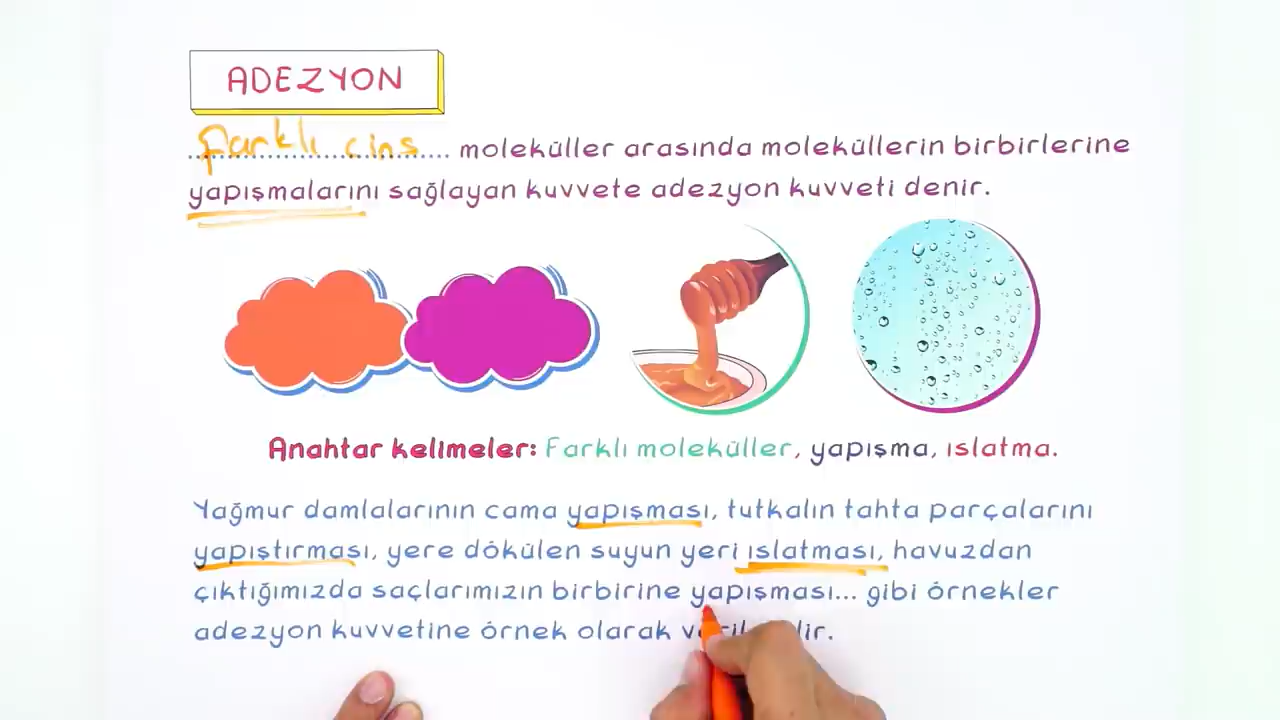 ADEZYON
farklı cins moleküller arasında moleküllerin birbirlerine
yapışmalarını sağlayan kuvvete adezyon kuvveti denir.
Anahtar kelimeler: Farklı moleküller, yapışma, ıslatma.
Yağmur damlalarının cama yapışması, tutkalın tahta parçalarını
yapıştırması, yere dökülen suyun yeri ıslatması, havuzdan
çıktığımızda saçlarımızın birbirine yapışması... gibi örnekler
adezyon kuvvetine örnek olarak